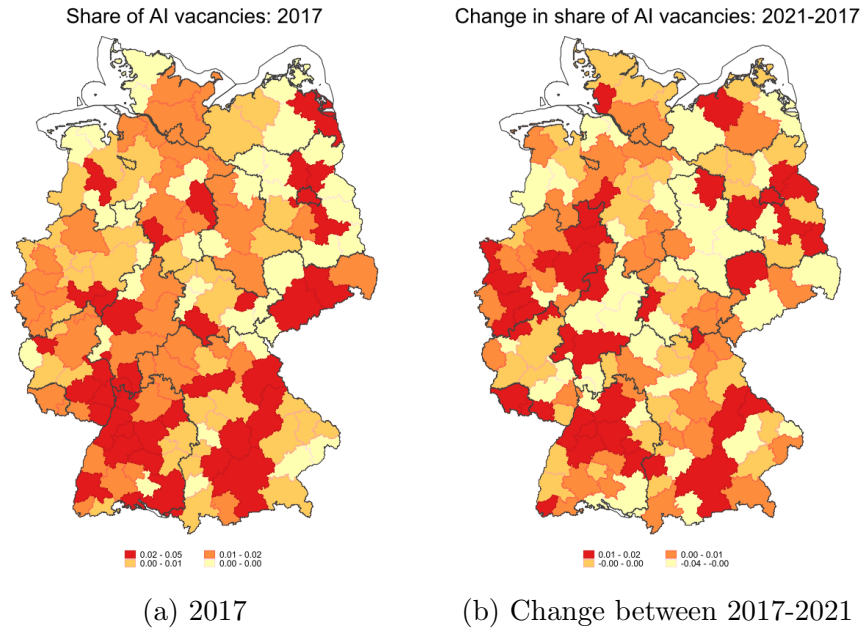 Share of AI vacancies: 2017
Change in share of AI vacancies: 2021-2017
0.02 - 0.05
0.01 - 0.02
0.00 - 0.01
0.00 - 0.00
0.01 - 0.02
0.00 - 0.01
-0.00 - 0.00
-0.04 - -0.00
(a) 2017
(b) Change between 2017-2021